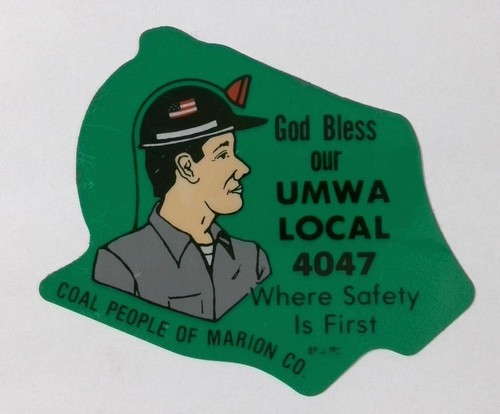 God Bless
our
UMWA
LOCAL
4047
Where Safety
Is First
COAL PEOPLE OF MARION CO.